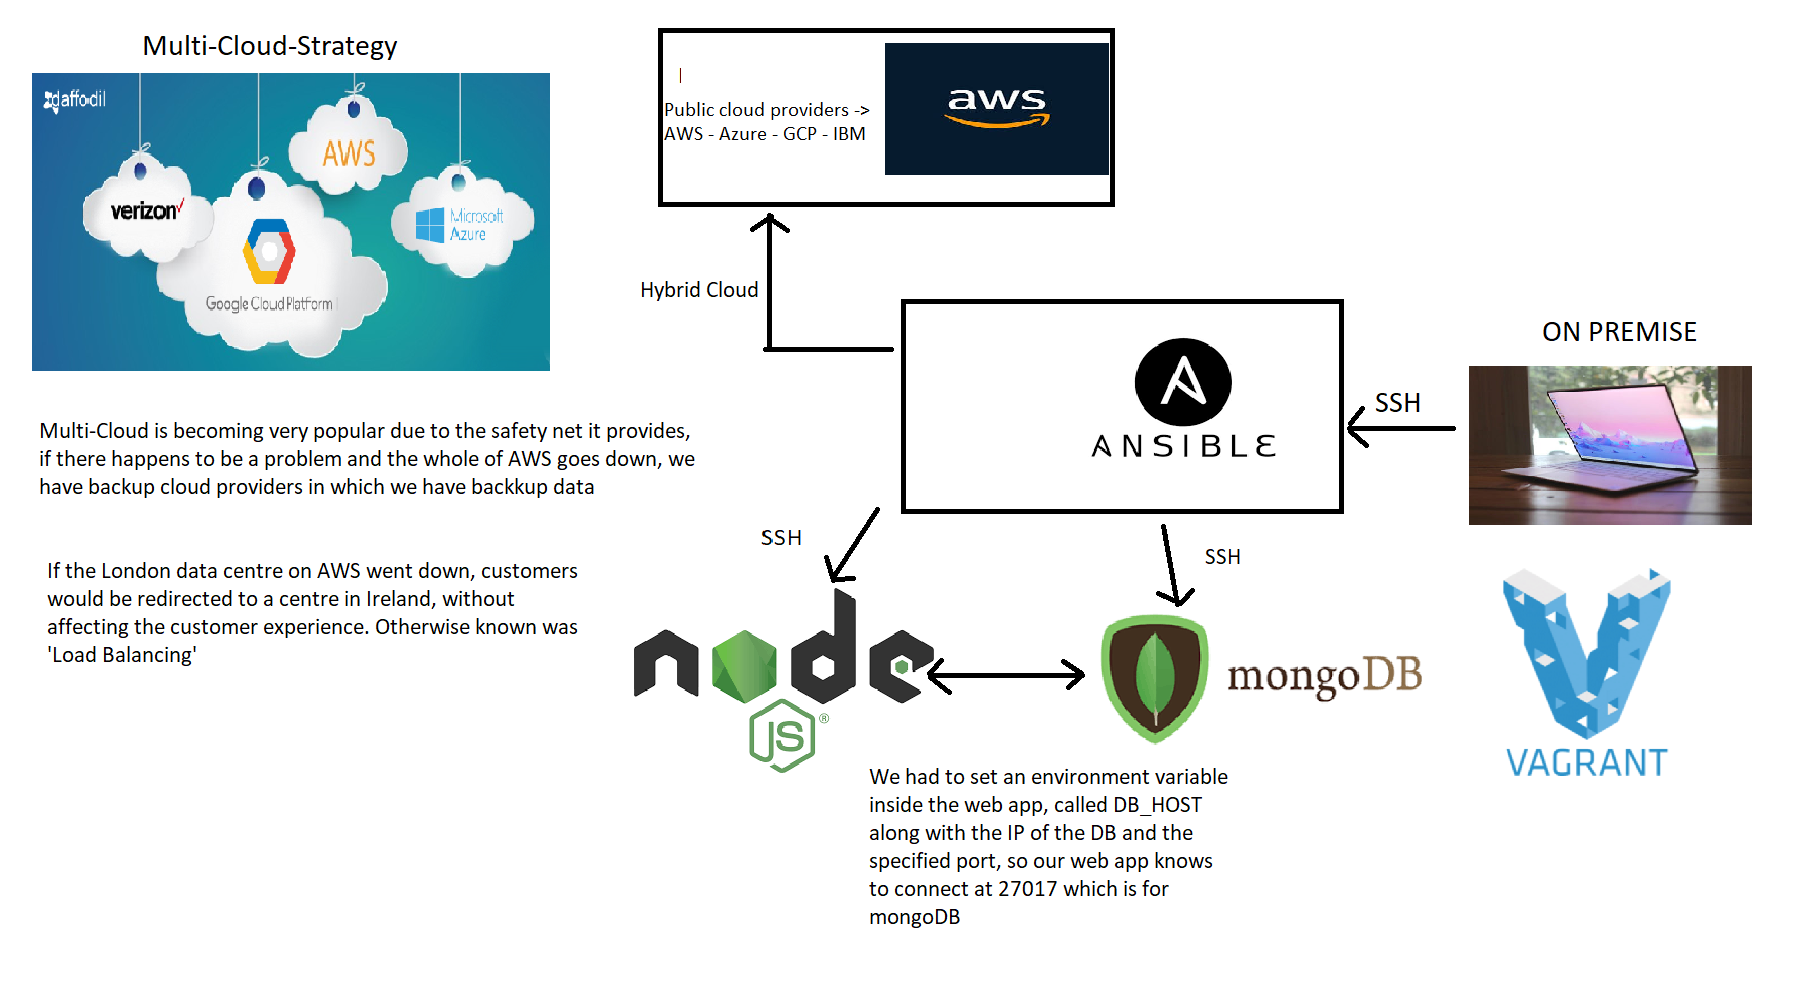 Multi-Cloud-Strategy
daffodil
AWS
verizon
Microsoft
Azure
Google Cloud Platform
Multi-Cloud is becoming very popular due to the safety net it provides,
if there happens to be a problem and the whole of AWS goes down, we
have backup cloud providers in which we have backkup data
If the London data centre on AWS went down, customers
would be redirected to a centre in Ireland, without
affecting the customer experience. Otherwise known was
'Load Balancing'
Public cloud providers ->
AWS - Azure - GCP - IBM
aws
Hybrid Cloud
ANSIBLE
SSH
ON PREMISE
SSH
SSH
node
JS®
mongoDB
VAGRANT
We had to set an environment variable
inside the web app, called DB_HOST
along with the IP of the DB and the
specified port, so our web app knows
to connect at 27017 which is for
mongoDB